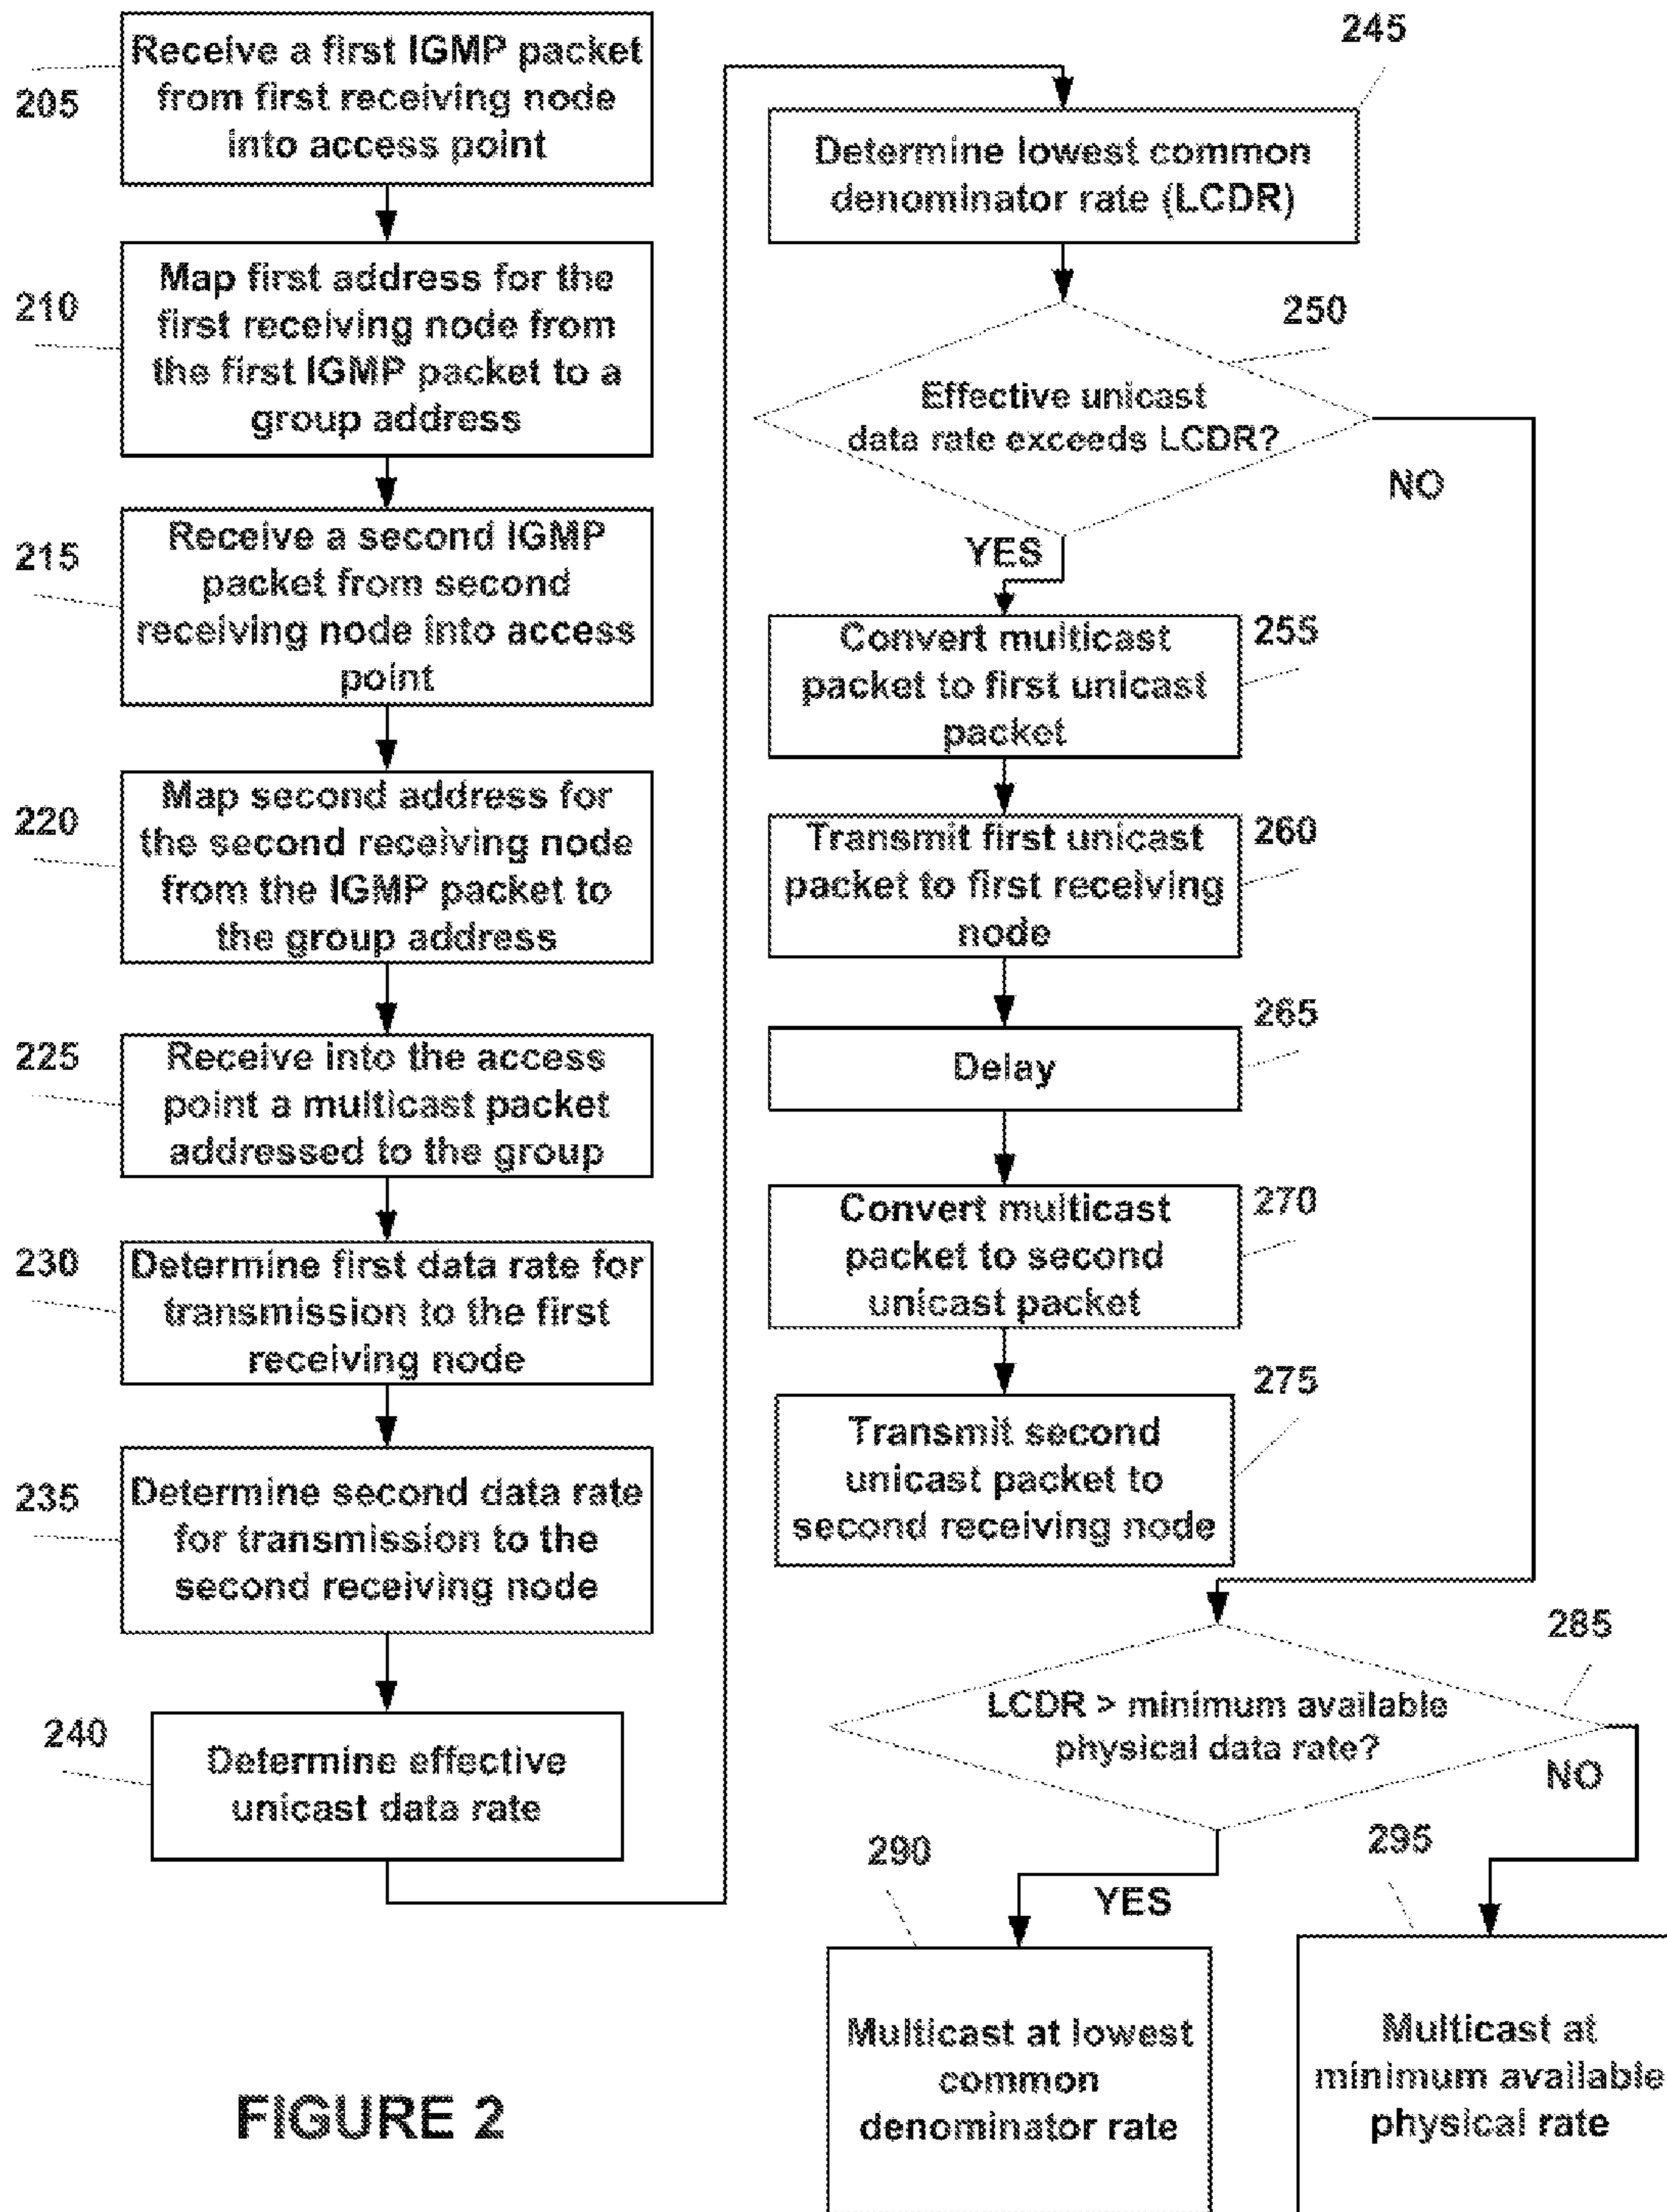 205
Receive a first IGMP packet
from first receiving node
into access point
210
Map first address for the
first receiving node from
the first IGMP packet to a
group address
215
Receive a second IGMP
packet from second
receiving node into access
point
220
Map second address for
the second receiving node
from the IGMP packet to
the group address
225
Receive into the access
point a multicast packet
addressed to the group
230
Determine first data rate for
transmission to the first
receiving node
235
Determine second data rate
for transmission to the
second receiving node
240
Determine effective
unicast data rate
245
Determine lowest common
denominator rate (LCDR)
250
Effective unicast
data rate exceeds LCDR?
NO
YES
255
Convert multicast
packet to first unicast
packet
260
Transmit first unicast
packet to first receiving
node
265
Delay
270
Convert multicast
packet to second
unicast packet
275
Transmit second
unicast packet to
second receiving node
285
LCDR > minimum available
physical data rate?
NO
YES
290
Multicast at lowest
common
denominator rate
295
Multicast at
minimum available
physical rate
FIGURE 2